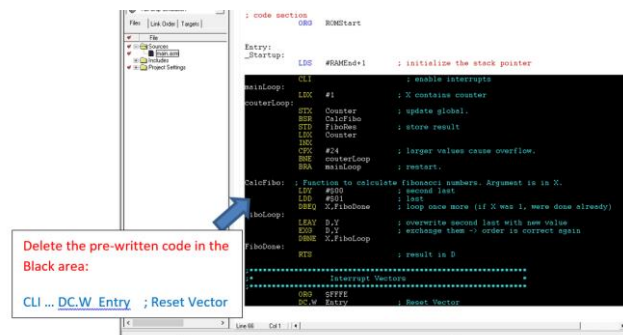 ; code section
ORG ROMStart
Files | Link Order | Targets |
File
Sources
main.asm
Includes
Project Settings
Entry:
_Startup:
LDS #RAMEnd+1 ; initialize the stack pointer
CLI ; enable interrupts
mainLoop:
LDX #1 ; X contains counter
couterLoop:
STX Counter ; update global.
BSR CalcFibo
STD FiboRes ; store result
LDX Counter
INX
CPX #24 ; larger values cause overflow.
BNE couterLoop
BRA mainLoop ; restart.
CalcFibo: ; Function to calculate fibonacci numbers. Argument is in X.
LDY #$00 ; second last
LDD #$01 ; last
DBEQ X,FiboDone ; loop once more (if X was 1, were done already)
FiboLoop:
LEAY D,Y ; overwrite second last with new value
EXG D,Y ; exchange them -> order is correct again
DBNE X,FiboLoop
FiboDone:
RTS ; result in D
;**************************************************************
;* Interrupt Vectors *
;**************************************************************
ORG $FFFE
DC.W Entry ; Reset Vector
Delete the pre-written code in the
Black area:
CLI ... DC.W Entry ; Reset Vector
Line 66 Col 1